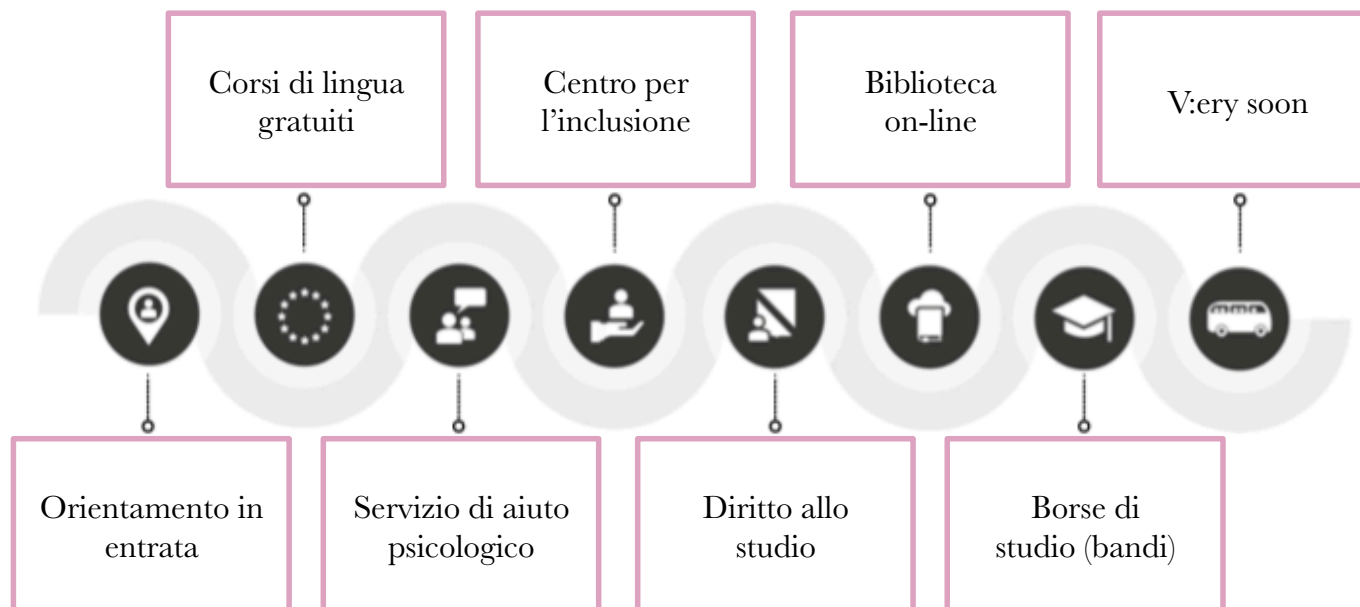 Corsi di lingua
gratuiti
Centro per
l’inclusione
Biblioteca
on-line
V:ery soon
Orientamento in
entrata
Servizio di aiuto
psicologico
Diritto allo
studio
Borse di
studio (bandi)